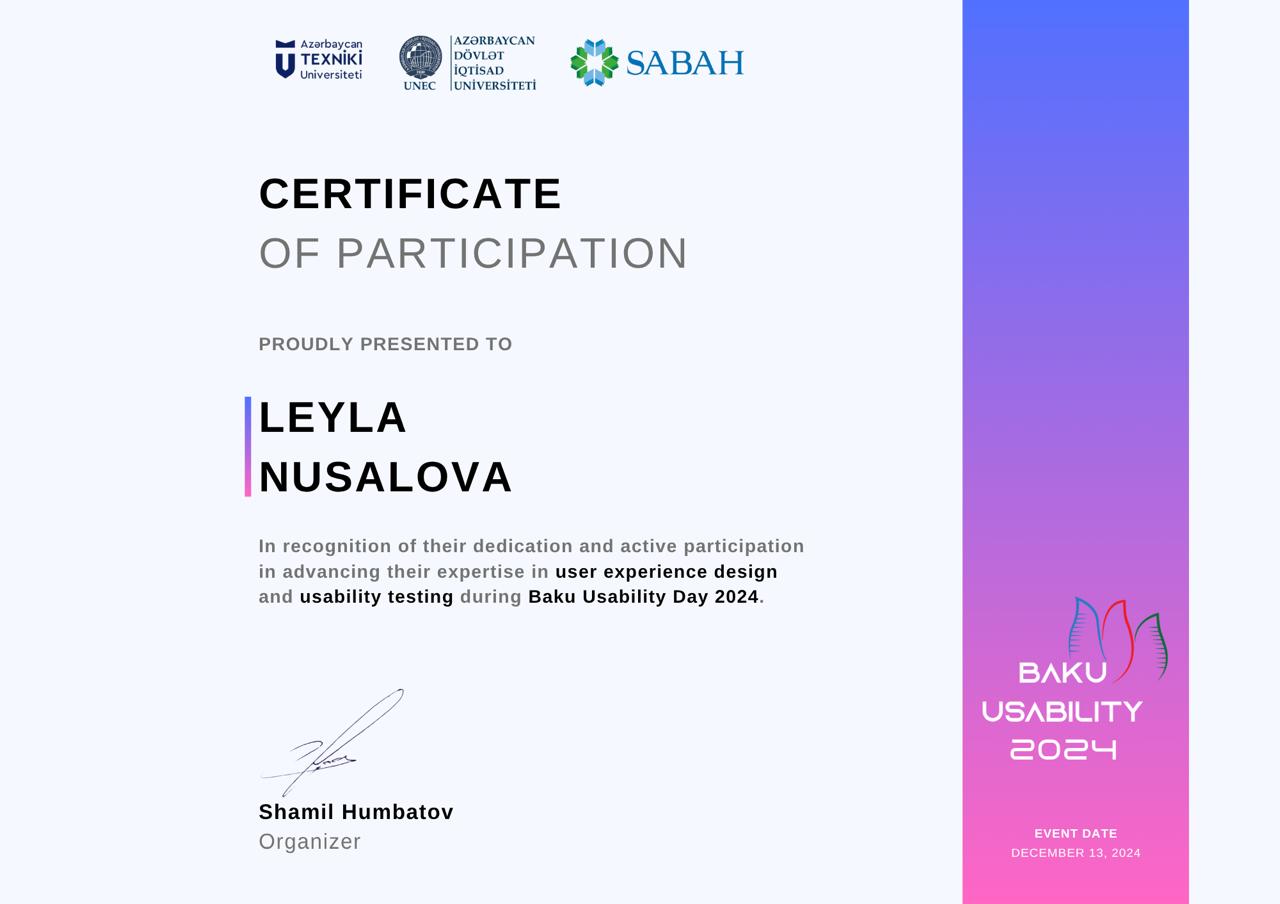 Azərbaycan
TEXNİKİ
Universiteti
UNEC
AZƏRBAYCAN
DÖVLƏT
İQTİSAD
UNİVERSİTETİ
SABAH
CERTIFICATE
OF PARTICIPATION
PROUDLY PRESENTED TO
LEYLA
NUSALOVA
In recognition of their dedication and active participation
in advancing their expertise in user experience design
and usability testing during Baku Usability Day 2024.
Shamil Humbatov
Organizer
BAKU
USABILITY
2024
EVENT DATE
DECEMBER 13, 2024